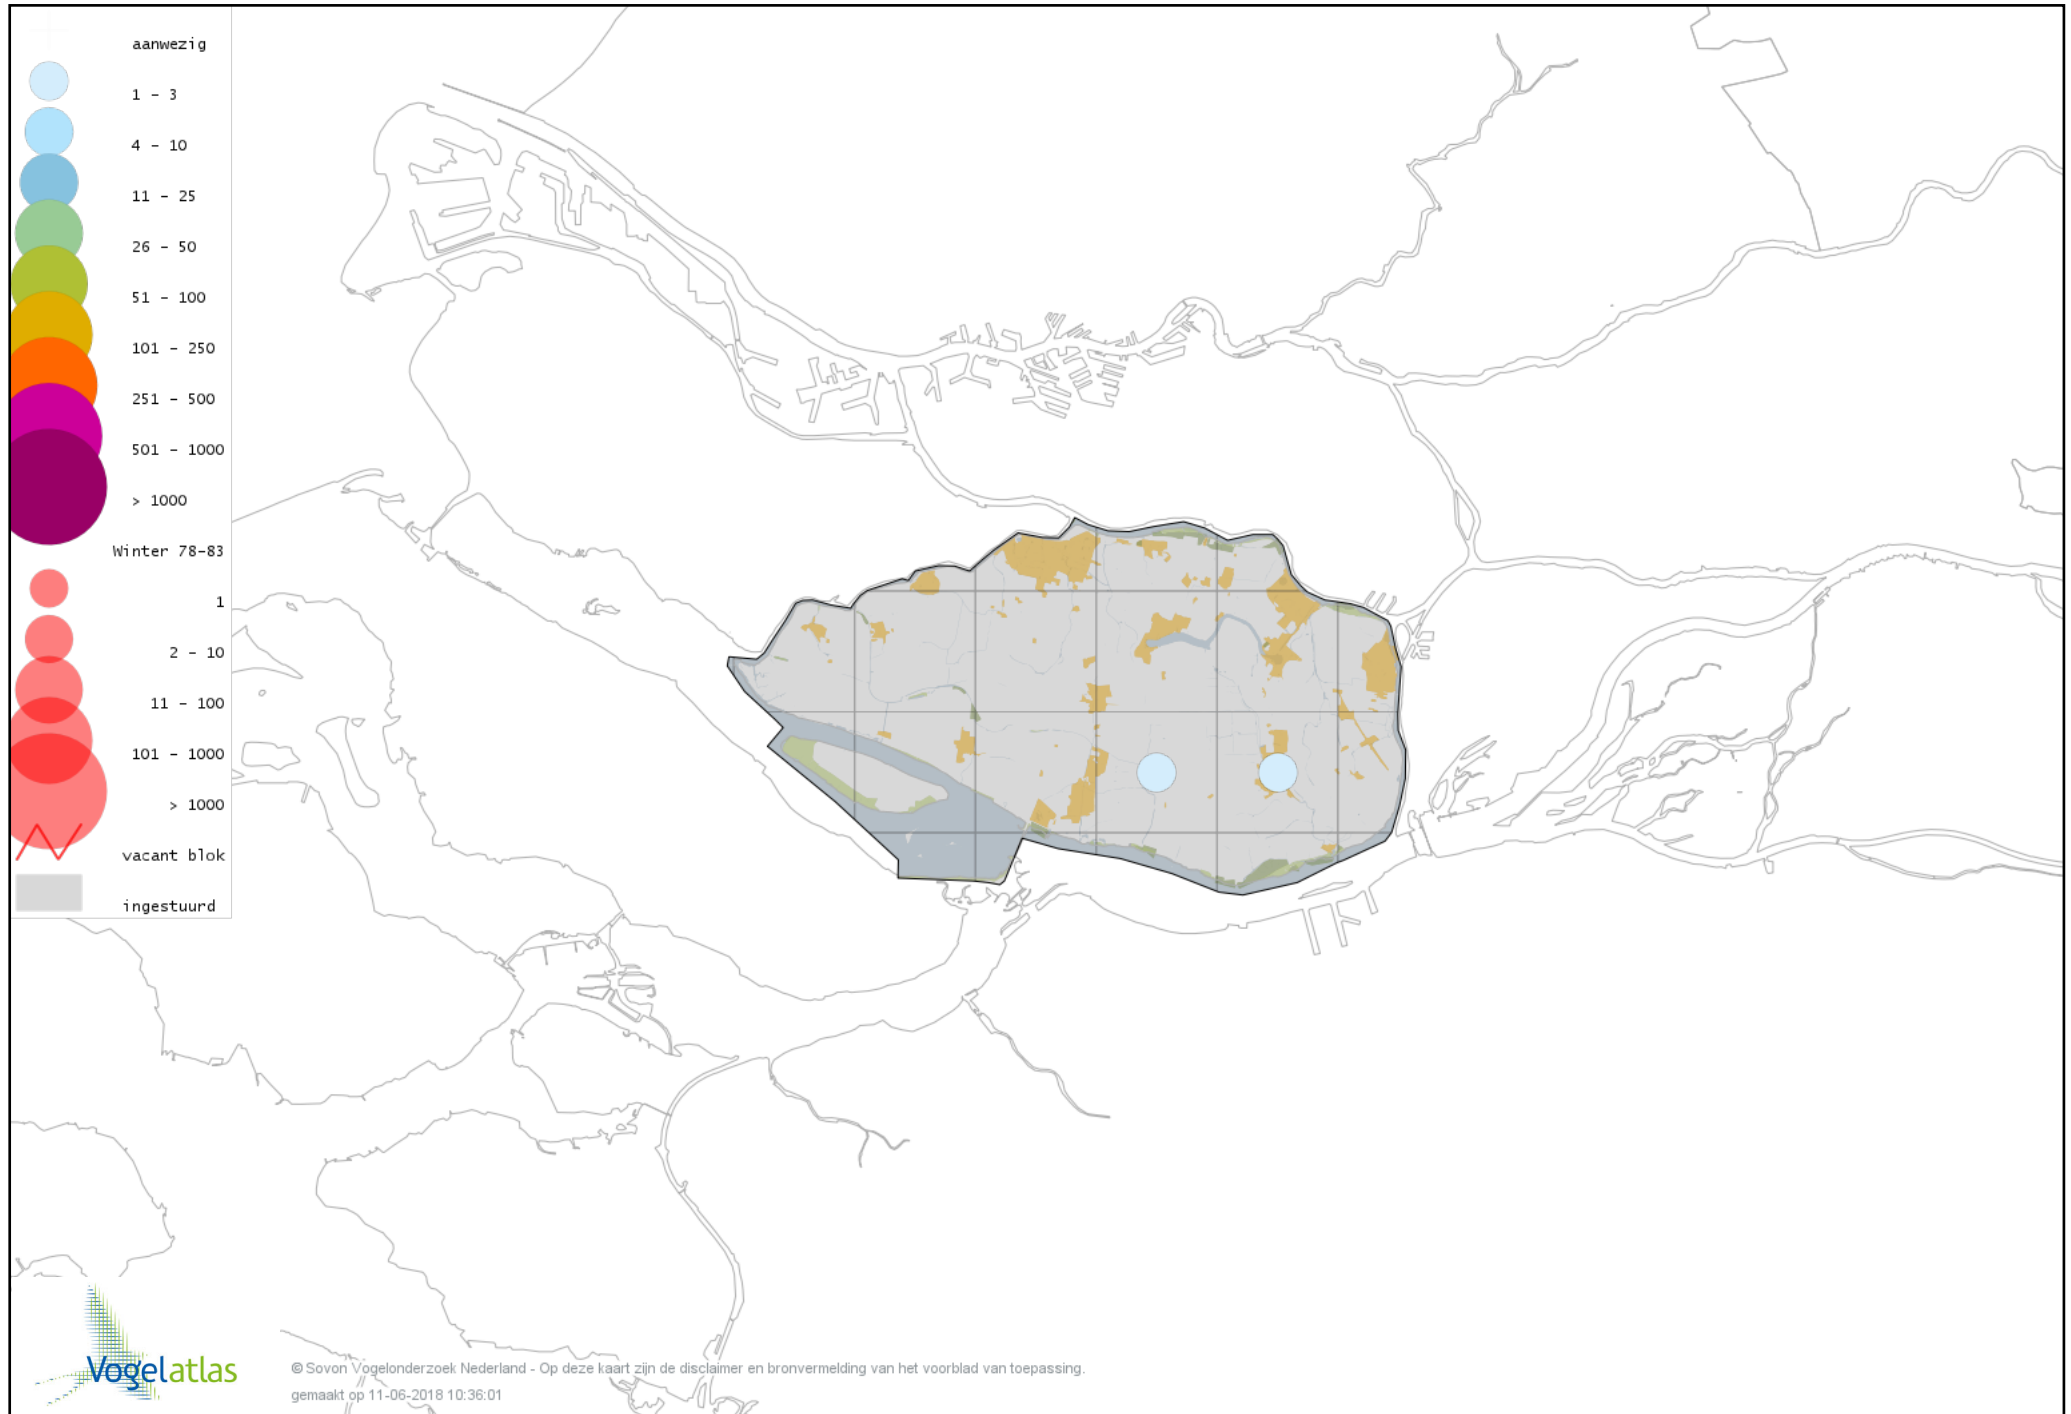 aanwezig
1 - 3
4 - 10
11 - 25
26 - 50
51 - 100
101 - 250
251 - 500
501 - 1000
> 1000
Winter 78-83
1
2 - 10
11 - 100
101 - 1000
> 1000
vacant blok
ingestuurd
Vogelatlas
© Sovon Vogelonderzoek Nederland - Op deze kaart zijn de disclaimer en bronvermelding van het voorblad van toepassing.
gemaakt op 11-06-2018 10:36:01